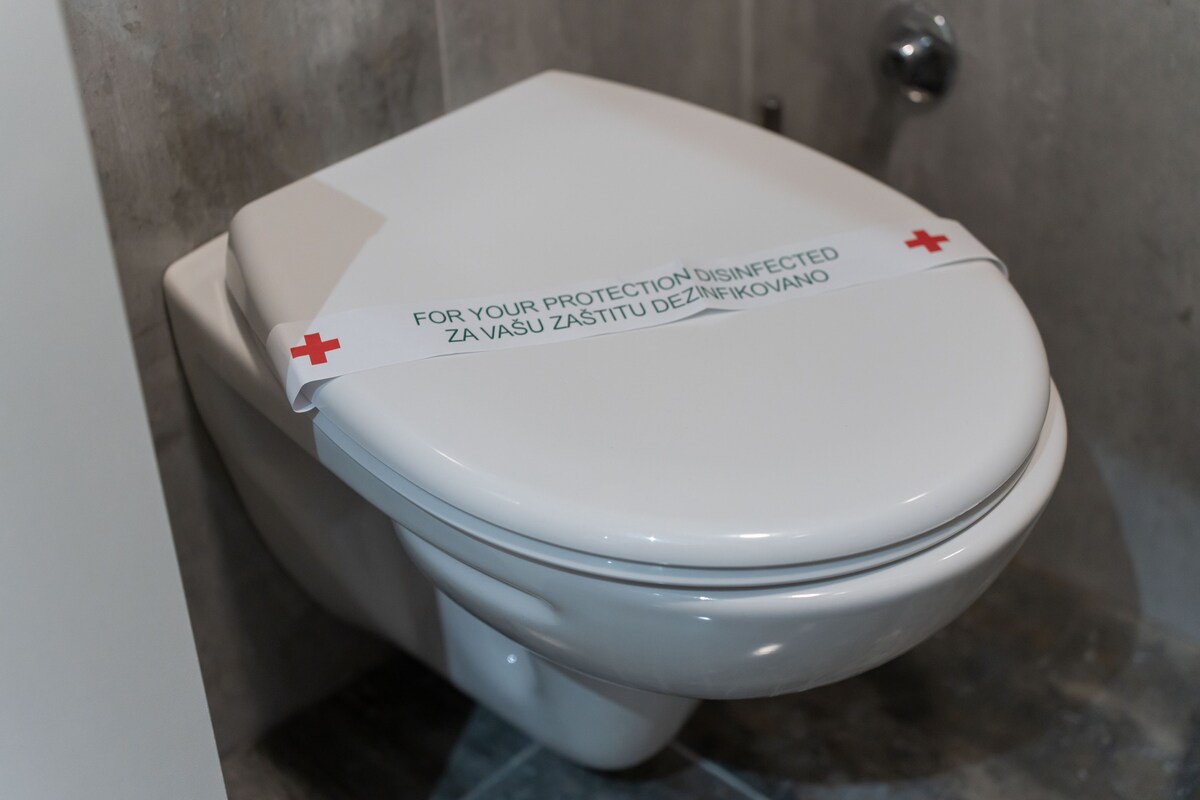 FOR YOUR PROTECTION DISINFECTED
ZA VAŠU ZAŠTITU DEZINFIKOVANO